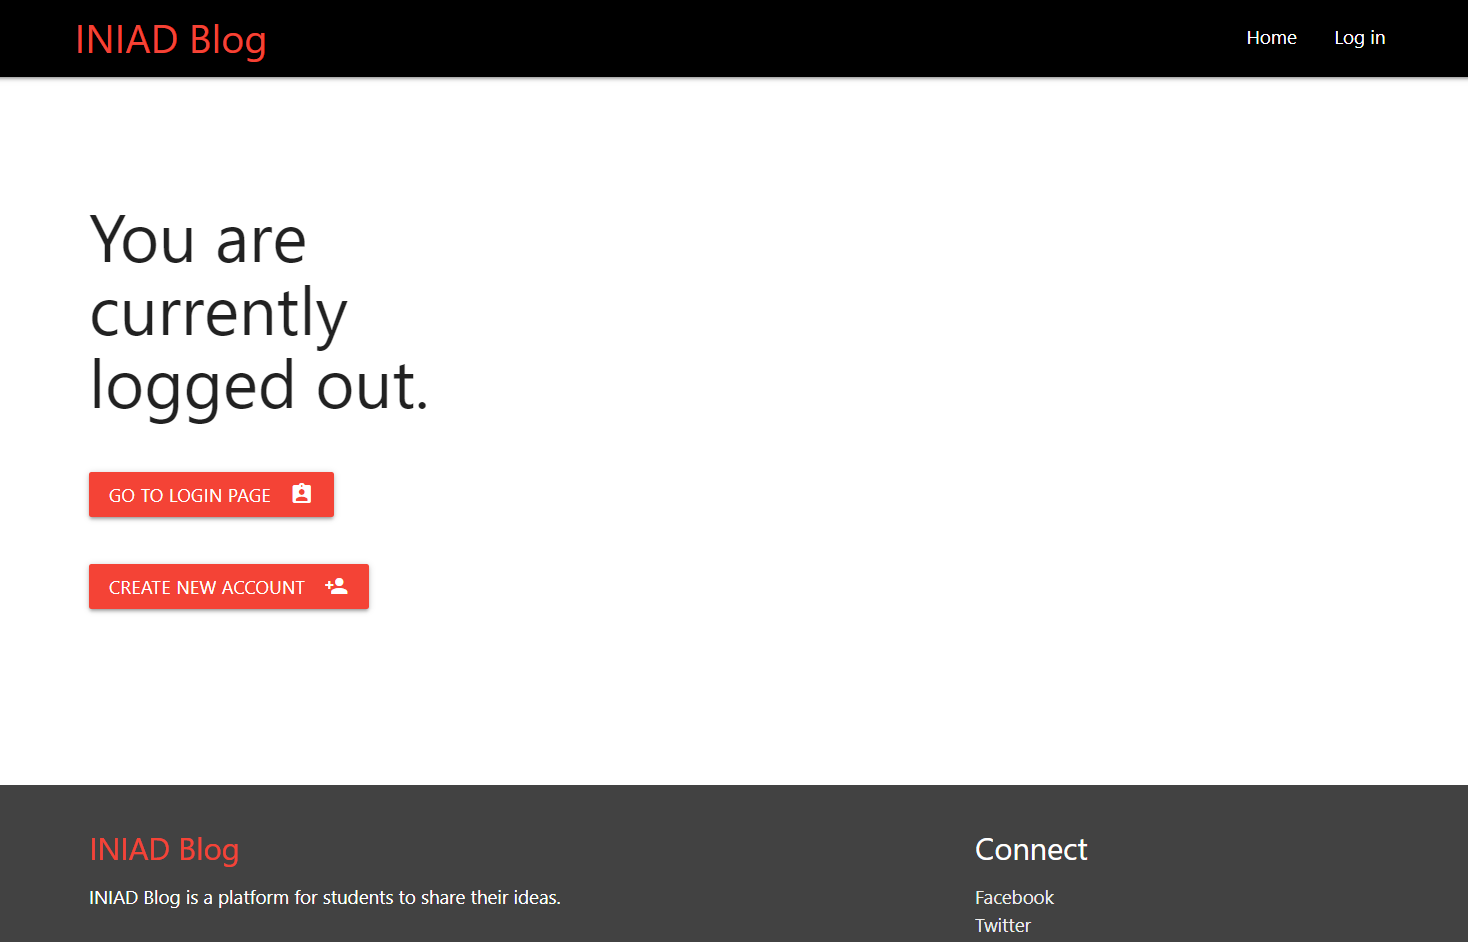 INIAD Blog
Home
Log in
You are
currently
logged out.
GO TO LOGIN PAGE
CREATE NEW ACCOUNT
INIAD Blog
INIAD Blog is a platform for students to share their ideas.
Connect
Facebook
Twitter